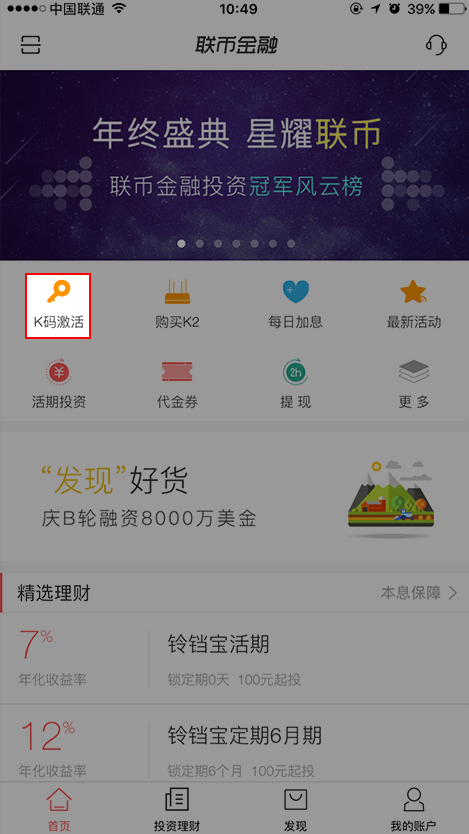 中国联通 10:49 39%
联币金融
年终盛典 星耀联币
联币金融投资冠军风云榜
K码激活 购买K2 每日加息 最新活动
活期投资 代金券 提现 更多
“发现”好货
庆B轮融资8000万美金
精选理财 本息保障
7% 铃铛宝活期
年化收益率 锁定期0天 100元起投
12% 铃铛宝定期6月期
年化收益率 锁定期6个月 100元起投
首页 投资理财 发现 我的账户